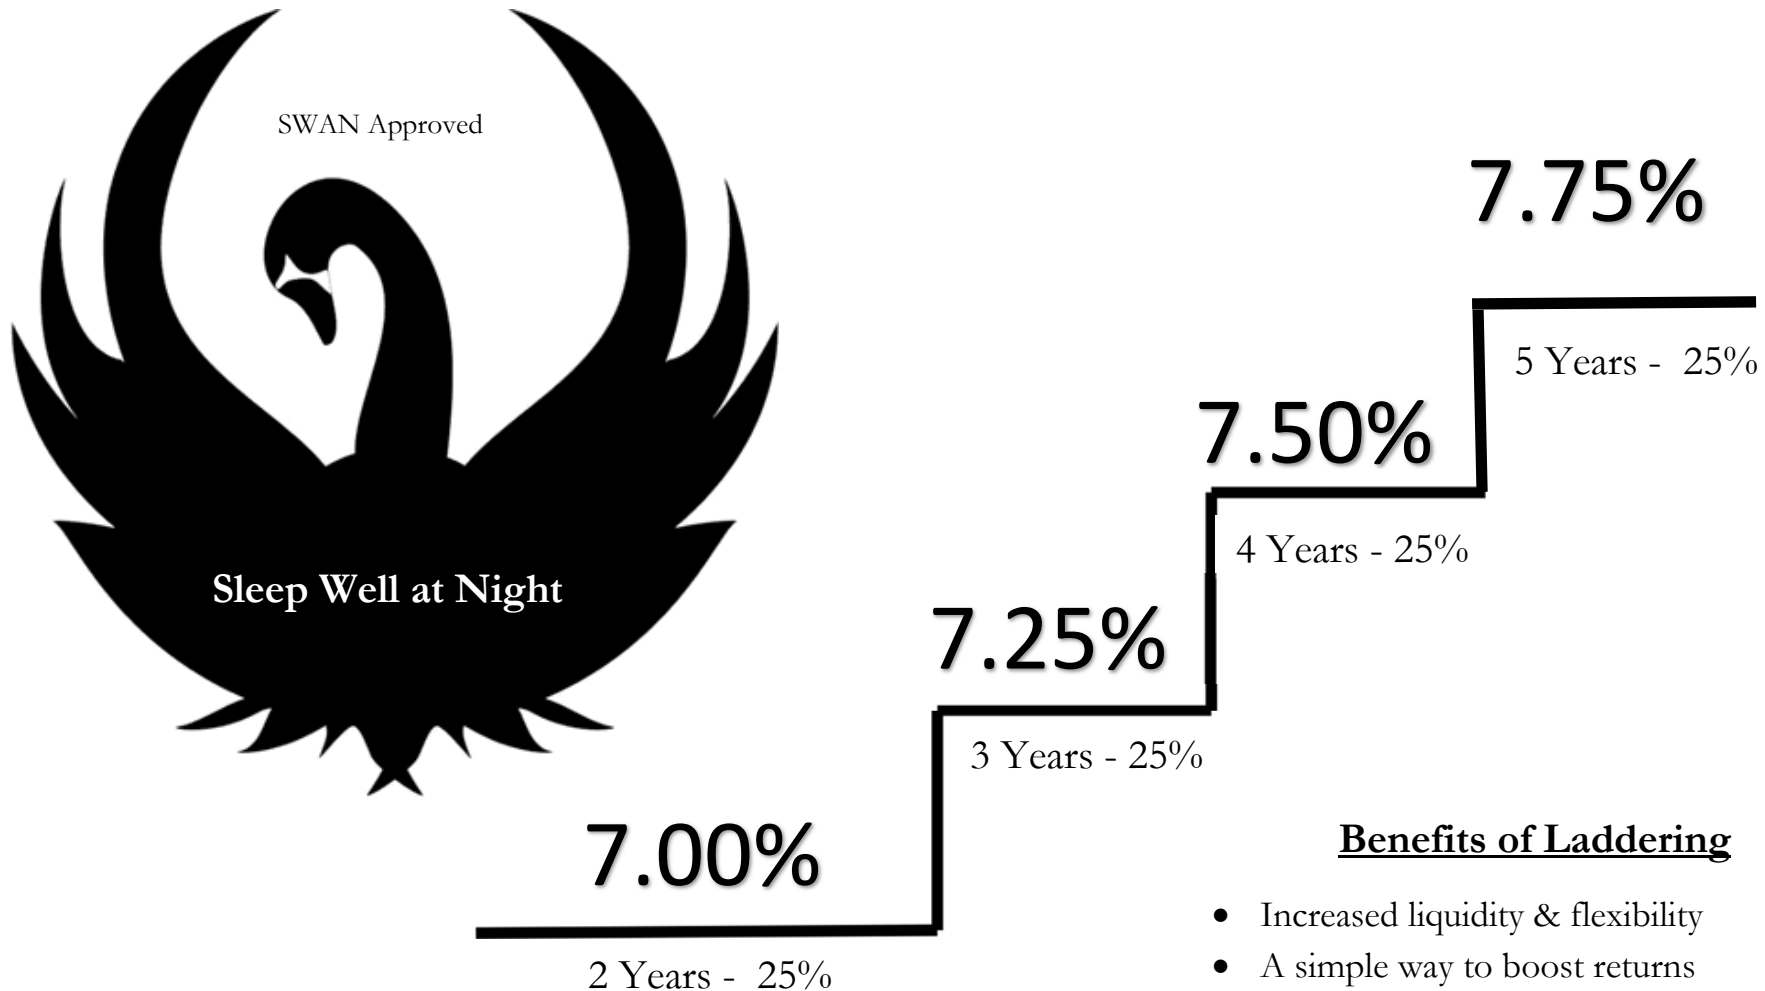 SWAN Approved
Sleep Well at Night
7.75%
5 Years -  25%
7.50%
4 Years - 25%
7.25%
3 Years - 25%
7.00%
2 Years -  25%
Benefits of Laddering
• Increased liquidity & flexibility
• A simple way to boost returns